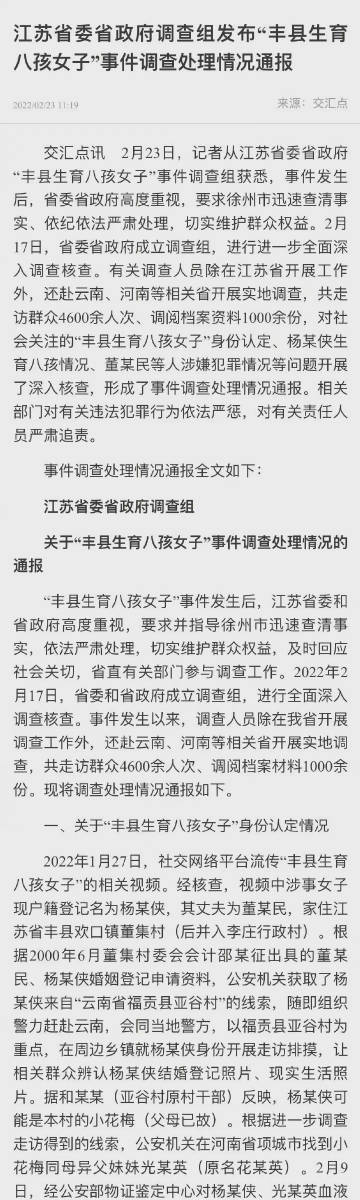 江苏省委省政府调查组发布“丰县生育
八孩女子”事件调查处理情况通报
2022/02/23 11:19
来源：交汇点
交汇点讯　2月23日，记者从江苏省委省政府
“丰县生育八孩女子”事件调查组获悉，事件发生
后，省委省政府高度重视，要求徐州市迅速查清事
实、依纪依法严肃处理，切实维护群众权益。2月
17日，省委省政府成立调查组，进行进一步全面深
入调查核查。有关调查人员除在江苏省开展工作
外，还赴云南、河南等相关省开展实地调查，共走
访群众4600余人次、调阅档案资料1000余份，对社
会关注的“丰县生育八孩女子”身份认定、杨某侠生
育八孩情况、董某民等人涉嫌犯罪情况等问题开展
了深入核查，形成了事件调查处理情况通报。相关
部门对有关违法犯罪行为依法严惩，对有关责任人
员严肃追责。
事件调查处理情况通报全文如下：
江苏省委省政府调查组
关于“丰县生育八孩女子”事件调查处理情况的
通报
“丰县生育八孩女子”事件发生后，江苏省委和
省政府高度重视，要求并指导徐州市迅速查清事
实，依法严肃处理，切实维护群众权益，及时回应
社会关切，省直有关部门参与调查工作。2022年2
月17日，省委和省政府成立调查组，进行全面深入
调查核查。事件发生以来，调查人员除在我省开展
调查工作外，还赴云南、河南等相关省开展实地调
查，共走访群众4600余人次、调阅档案材料1000余
份。现将调查处理情况通报如下。
一、关于“丰县生育八孩女子”身份认定情况
2022年1月27日，社交网络平台流传“丰县生育
八孩女子”的相关视频。经核查，视频中涉事女子
现户籍登记名为杨某侠，其丈夫为董某民，家住江
苏省丰县欢口镇董集村（后并入李庄行政村）。根
据2000年6月董集村委会会计邵某征出具的董某
民、杨某侠婚姻登记申请资料，公安机关获取了杨
某侠来自“云南省福贡县亚谷村”的线索，随即组织
警力赶赴云南，会同当地警方，以福贡县亚谷村为
重点，在周边乡镇就杨某侠身份开展走访排摸，让
相关群众辨认杨某侠结婚登记照片、现实生活照
片。据和某某（亚谷村原村干部）反映，杨某侠可
能是本村的小花梅（父母已故）。根据进一步调查
走访得到的线索，公安机关在河南省项城市找到小
花梅同母异父妹妹光某英（原名花某英）。2月9
日，经公安部物证鉴定中心对杨某侠、光某英血液